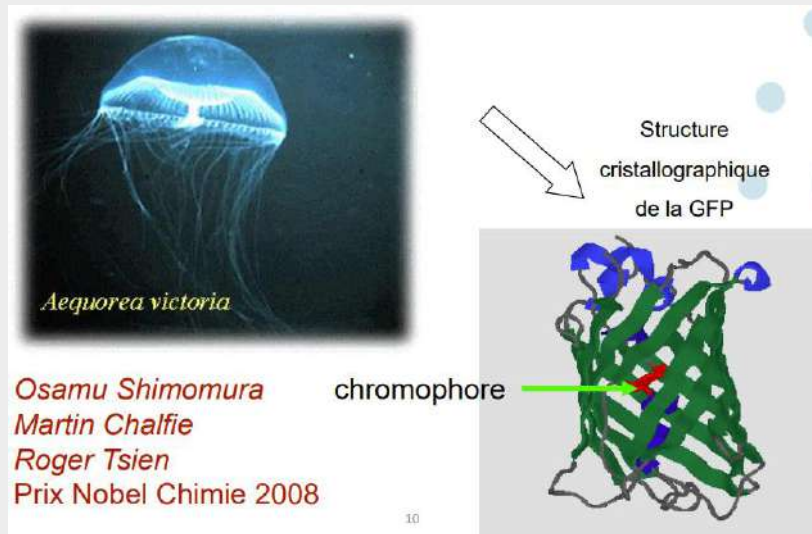 Aequorea victoria
Structure
cristallographique
de la GFP
Osamu Shimomura
Martin Chalfie
Roger Tsien
Prix Nobel Chimie 2008
chromophore
10